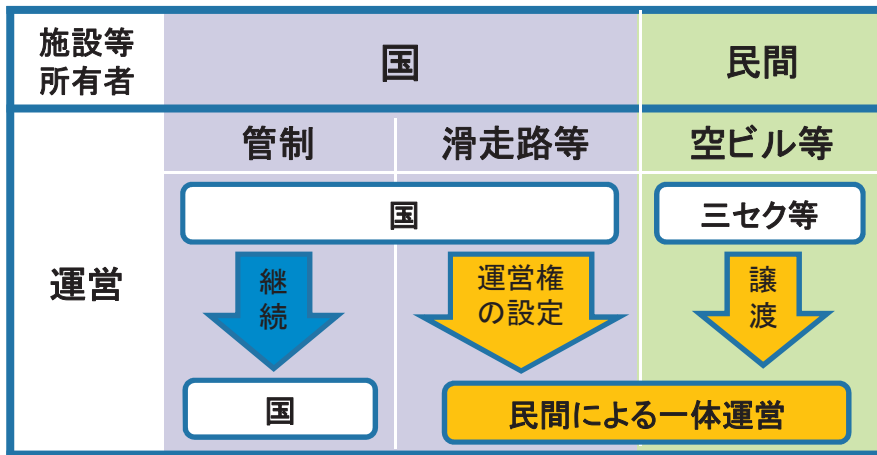 施設等
所有者
国
民間
管制
滑走路等
空ビル等
国
三セク等
運営
継
続
運営権
の設定
譲
渡
国
民間による一体運営